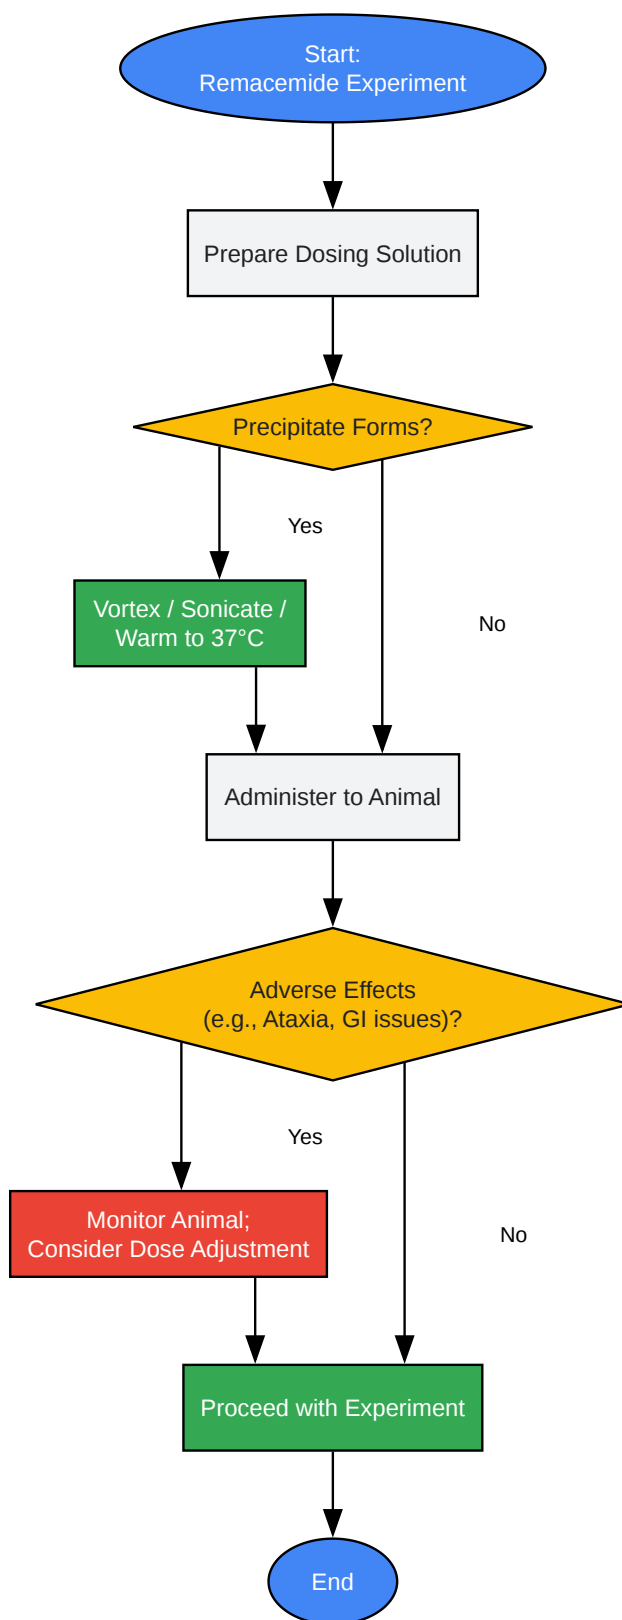 Start:
Remacemide Experiment
Prepare Dosing Solution
Precipitate Forms?
Yes
Vortex / Sonicate /
Warm to 37°C
No
Administer to Animal
Adverse Effects
(e.g., Ataxia, GI issues)?
Yes
Monitor Animal;
Consider Dose Adjustment
No
Proceed with Experiment
End